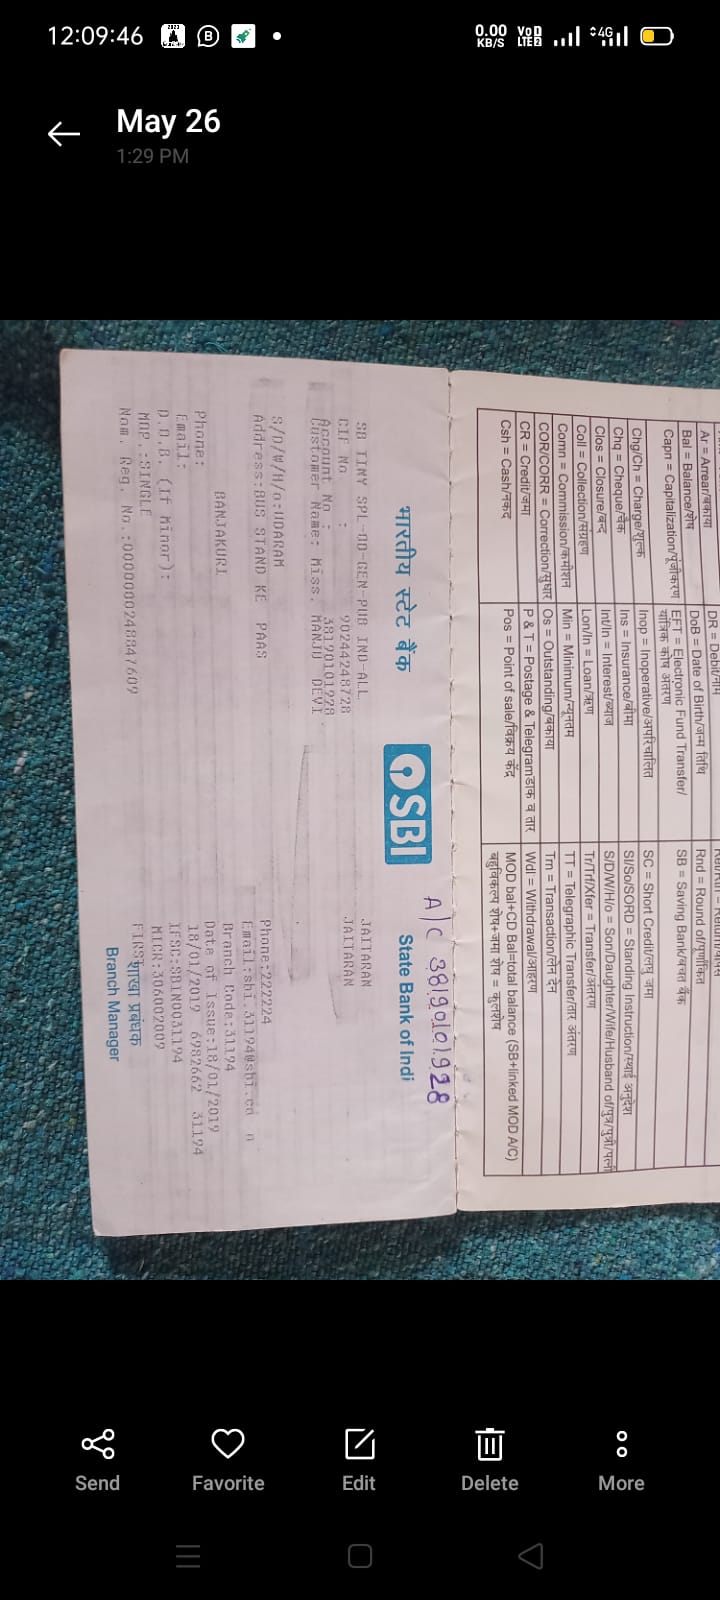 12:09:46
0.00 KB/S
4G
May 26
1:29 PM
Ar = Arrear/बकाया
Bal = Balance/शेष
Capn = Capitalization/पूंजीकरण
Chg/Ch = Charge/शुल्क
Chq = Cheque/चैक
Clos = Closure/बन्द
Coll = Collection/संग्रहण
Comn = Commission/कमीशन
COR/CORR = Correction/सुधार
CR = Credit/जमा
Csh = Cash/नकद
DR = Debit/नाम
DoB = Date of Birth/जन्म तिथि
EFT = Electronic Fund Transfer/
यांत्रिक कोष अंतरण
Inop = Inoperative/अपरिचालित
Ins = Insurance/बीमा
Int/In = Interest/ब्याज
Lon/ln = Loan/ऋण
Min = Minimum/न्यूनतम
Os = Outstanding/बकाया
P & T = Postage & Telegram डाक व तार
Pos = Point of sale/विक्रय केंद्र
Rnd = Round of/पूर्णांकित
SB = Saving Bank/बचत बैंक
SC = Short Credit/लघु जमा
SI/So/SORD = Standing Instruction/स्थाई अनुदेश
S/D/W/H/o = Son/Daughter/Wife/Husband of/पुत्र/पुत्री/पत्नी
Tr/Trf/Xfer = Transfer/अंतरण
TT = Telegraphic Transfer/तार अंतरण
Trn = Transaction/लेन देन
Wdl = Withdrawal/आहरण
MOD bal+CD Bal=total balance (SB+linked MOD A/C)
बहुविकल्प शेष+जमा शेष = कुलशेष
A/C 38190101928
भारतीय स्टेट बैंक SBI State Bank of Indi
SB TINY SPL-OD-GEN-PUB IND-ALL JAITARAN
CIF No : 90244248728 JAITARAN
Account No : 38190101928
Customer Name: Miss. MANJU DEVI
S/D/W/H/o:UDARAM
Address:BUS STAND KE PAAS Phone:222224
Email:sbi.31194@sbi.co n
BANJAKURI Branch Code:31194
Phone: Date of Issue:18/01/2019
Email: 18/01/2019 6982662 31194
D.O.B. (If Minor): IFSC:SBIN0031194
MOP.:SINGLE MICR:306002009
Nom. Reg. No.:0000000248847609 FIRST
शाखा प्रबंधक
Branch Manager
Send
Favorite
Edit
Delete
More